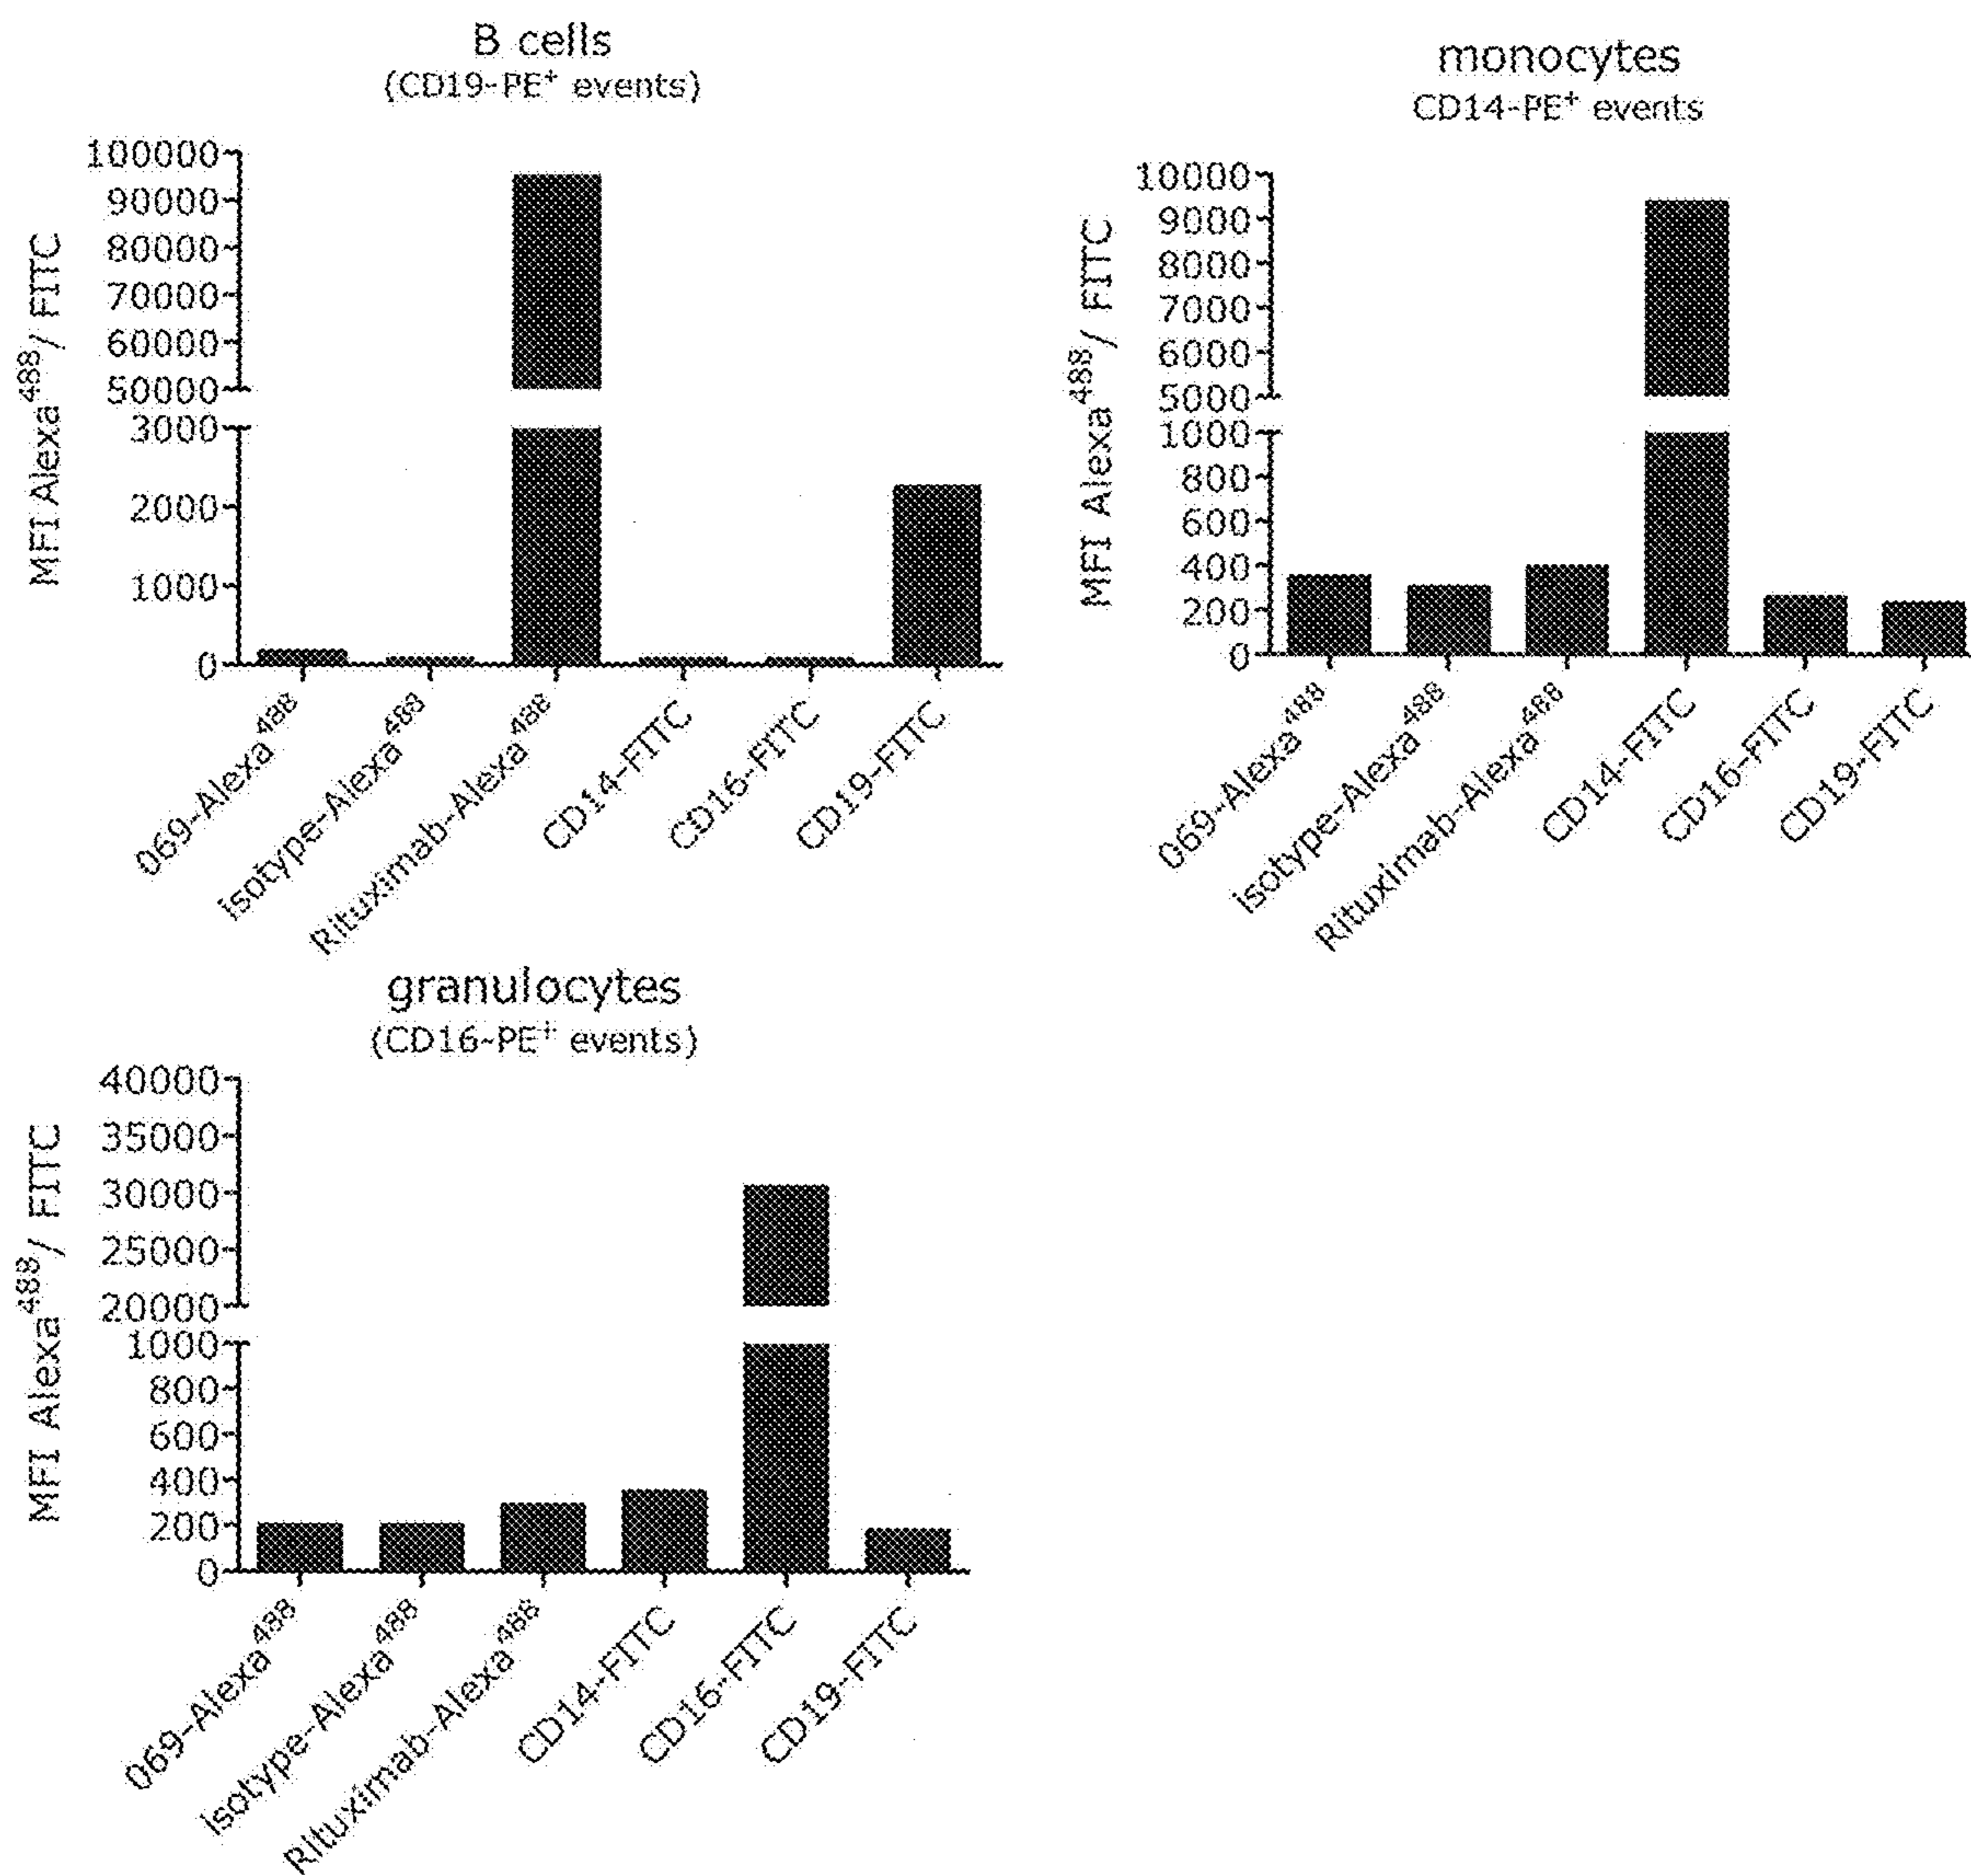 B cells
(CD19-PE⁺ events)
MFI Alexa⁴⁸⁸/ FITC
100000
90000
80000
70000
60000
50000
3000
2000
1000
0
069-Alexa⁴⁸⁸
isotype-Alexa⁴⁸⁸
Rituximab-Alexa⁴⁸⁸
CD14-FITC
CD16-FITC
CD19-FITC
monocytes
CD14-PE⁺ events
MFI Alexa⁴⁸⁸/ FITC
10000
9000
8000
7000
6000
5000
1000
800
600
400
200
0
069-Alexa⁴⁸⁸
isotype-Alexa⁴⁸⁸
Rituximab-Alexa⁴⁸⁸
CD14-FITC
CD16-FITC
CD19-FITC
granulocytes
(CD16-PE⁺ events)
MFI Alexa⁴⁸⁸/ FITC
40000
35000
30000
25000
20000
1000
800
600
400
200
0
069-Alexa⁴⁸⁸
isotype-Alexa⁴⁸⁸
Rituximab-Alexa⁴⁸⁸
CD14-FITC
CD16-FITC
CD19-FITC